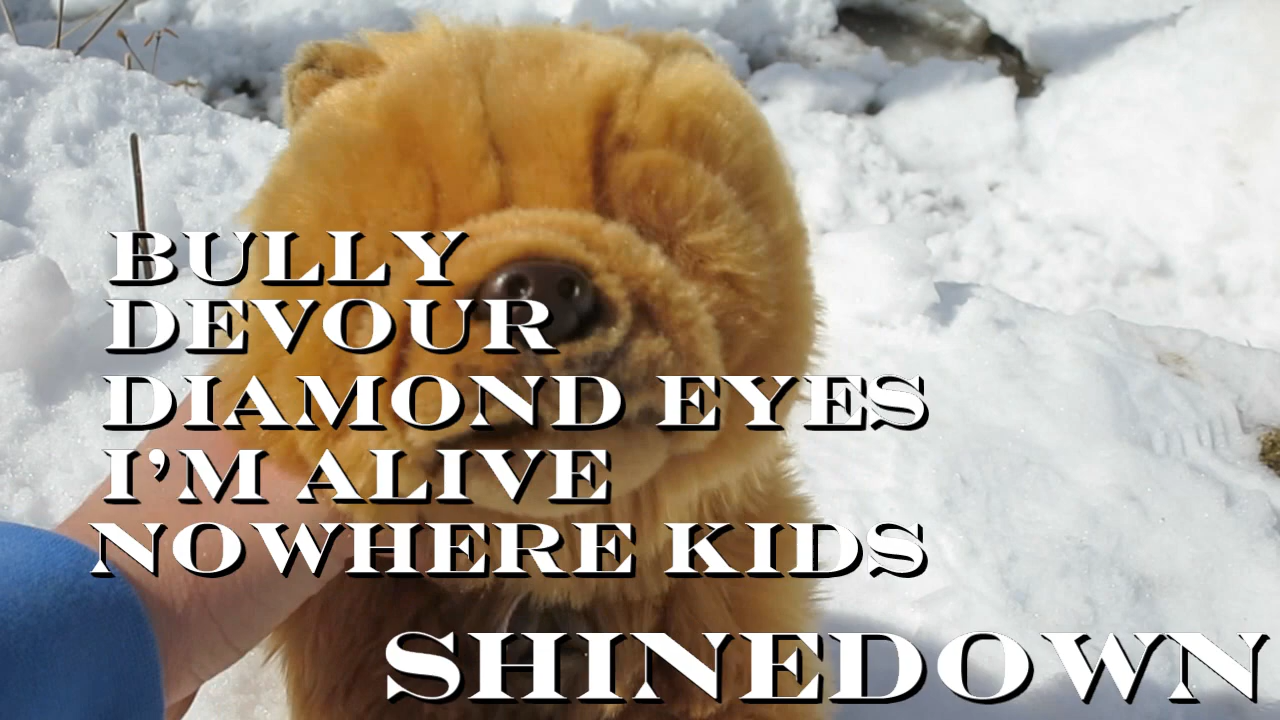 BULLY
DEVOUR
DIAMOND EYES
I'M ALIVE
NOWHERE KIDS
SHINEDOWN